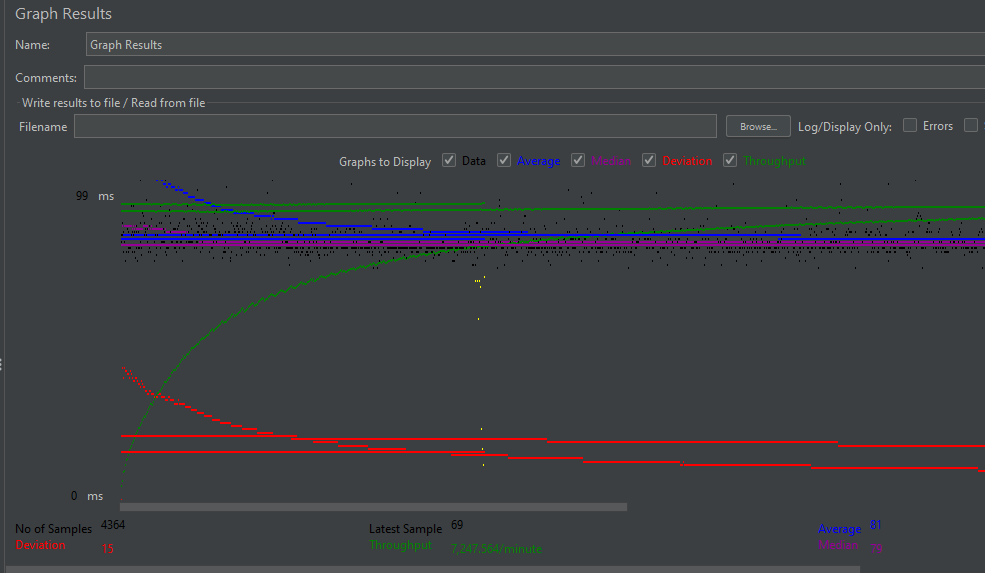 Graph Results
Name: Graph Results
Comments:
Write results to file / Read from file
Filename Browse... Log/Display Only: Errors
Graphs to Display Data Average Median Deviation Throughput
99 ms
0 ms
No of Samples 4364 Latest Sample 69 Average 81
Deviation 15 Throughput 7,247,564/minute Median